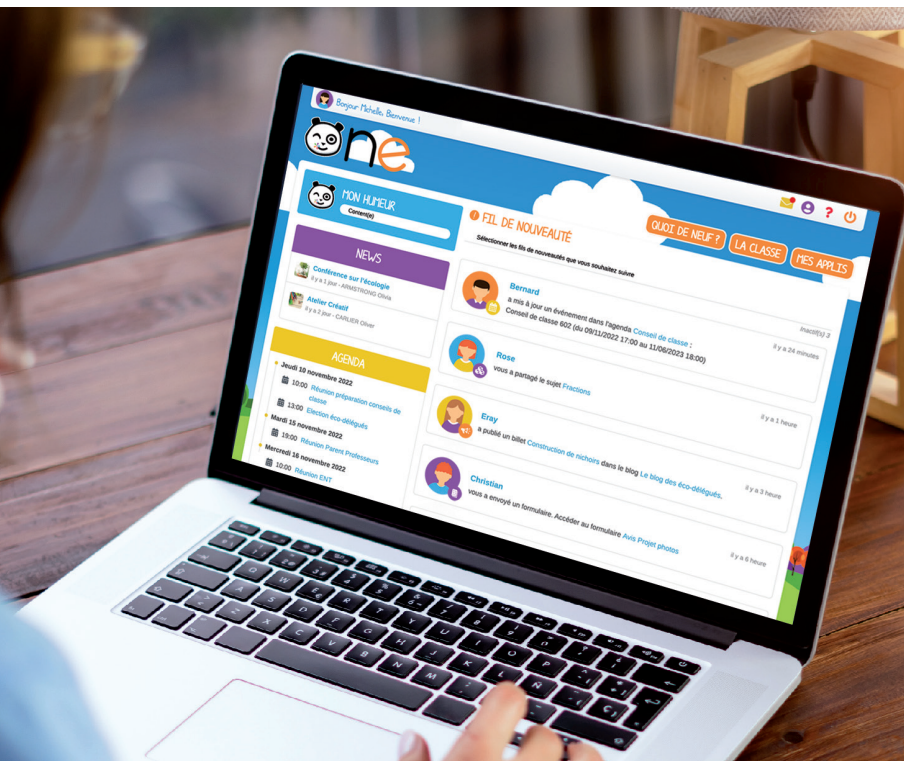 Bonjour Michelle, Bienvenue !
one
QUOI DE NEUF ?
LA CLASSE
MES APPLIS
MON HUMEUR
Content(e)
NEWS
Conférence sur l'écologie
il y a 1 jour - ARMSTRONG Olivia
Atelier Créatif
il y a 2 jour - CARLIER Oliver
AGENDA
Jeudi 10 novembre 2022
10:00 Réunion préparation conseils de
classe
13:00 Election éco-délégués
Mardi 15 novembre 2022
19:00 Réunion Parent Professeurs
Mercredi 16 novembre 2022
10:00 Réunion ENT
FIL DE NOUVEAUTÉ
Sélectionner les fils de nouveautés que vous souhaitez suivre
Inactif(s) 3
Bernard
il y a 24 minutes
a mis à jour un événement dans l'agenda Conseil de classe :
Conseil de classe 602 (du 09/11/2022 17:00 au 11/06/2023 18:00)
Rose
il y a 1 heure
vous a partagé le sujet Fractions
Eray
il y a 3 heure
a publié un billet Construction de nichoirs dans le blog Le blog des éco-délégués.
Christian
il y a 6 heure
vous a envoyé un formulaire. Accéder au formulaire Avis Projet photos